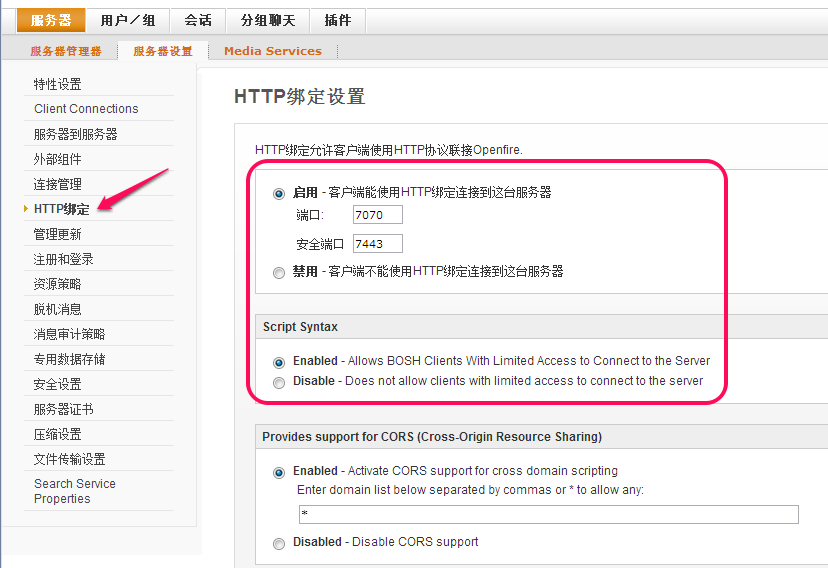 服务器 用户／组 会话 分组聊天 插件
服务器管理器 服务器设置 Media Services
特性设置
Client Connections
服务器到服务器
外部组件
连接管理
HTTP绑定
管理更新
注册和登录
资源策略
脱机消息
消息审计策略
专用数据存储
安全设置
服务器证书
压缩设置
文件传输设置
Search Service
Properties
HTTP绑定设置
HTTP绑定允许客户端使用HTTP协议联接Openfire.
启用 - 客户端能使用HTTP绑定连接到这台服务器
端口: 7070
安全端口 7443
禁用 - 客户端不能使用HTTP绑定连接到这台服务器
Script Syntax
Enabled - Allows BOSH Clients With Limited Access to Connect to the Server
Disable - Does not allow clients with limited access to connect to the server
Provides support for CORS (Cross-Origin Resource Sharing)
Enabled - Activate CORS support for cross domain scripting
Enter domain list below separated by commas or * to allow any:
*
Disabled - Disable CORS support